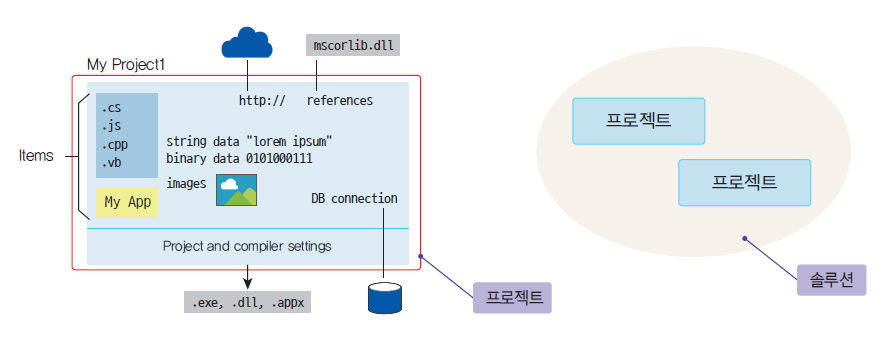 mscorlib.dll
My Project1
http://
references
Items
.cs
.js
.cpp
.vb
My App
string data "lorem ipsum"
binary data 0101000111
images
DB connection
Project and compiler settings
.exe, .dll, .appx
프로젝트
프로젝트
프로젝트
솔루션